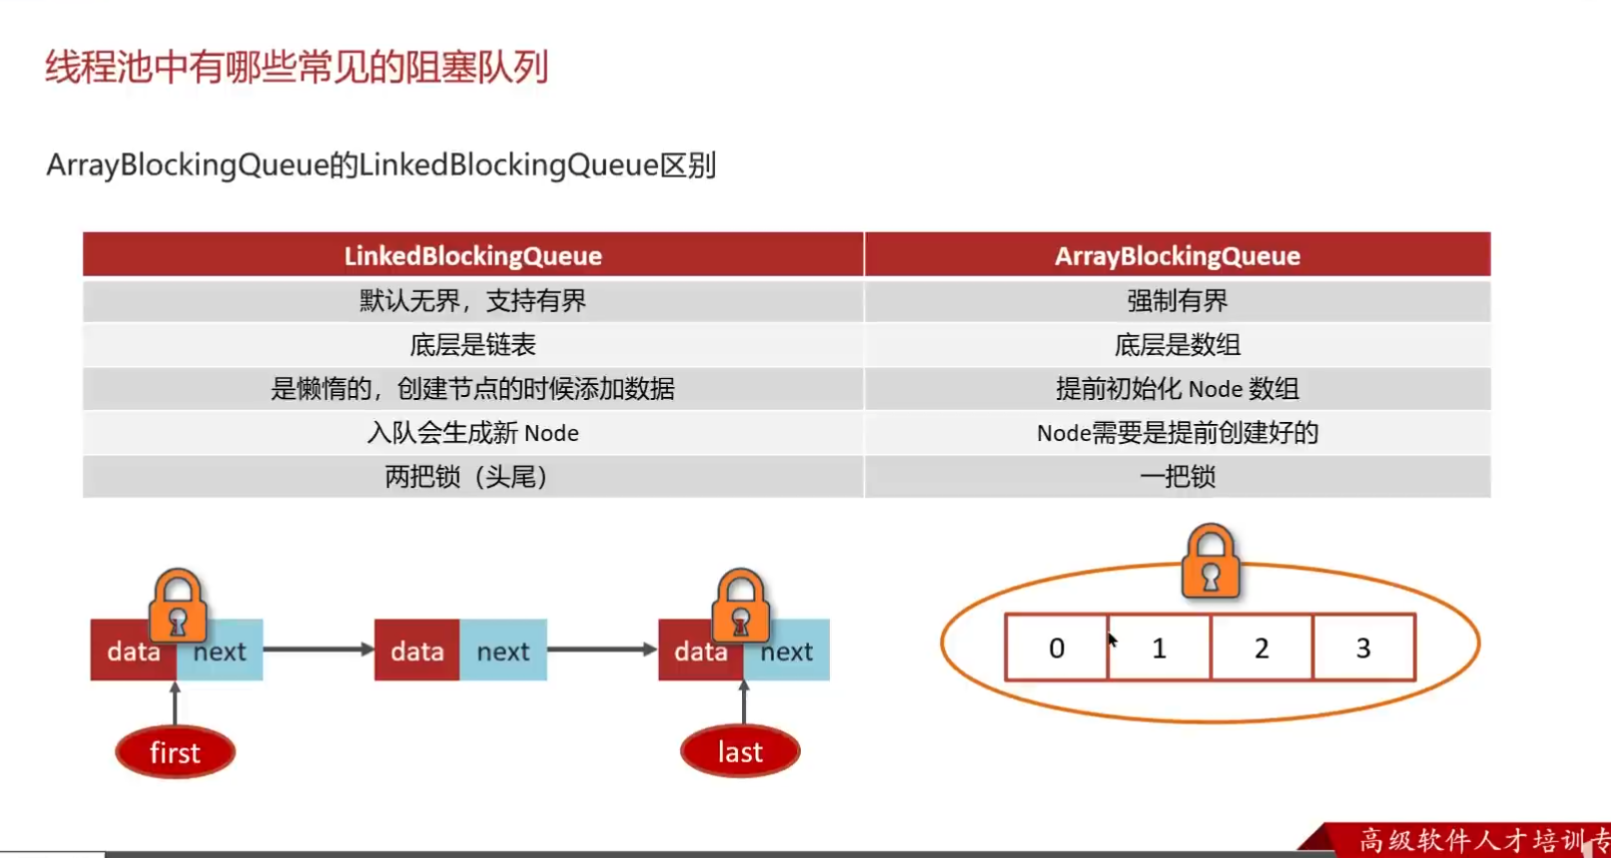 线程池中有哪些常见的阻塞队列
ArrayBlockingQueue的LinkedBlockingQueue区别
LinkedBlockingQueue ArrayBlockingQueue
默认无界，支持有界 强制有界
底层是链表 底层是数组
是懒惰的，创建节点的时候添加数据 提前初始化 Node 数组
入队会生成新 Node Node需要是提前创建好的
两把锁（头尾） 一把锁
data next data next data next
first last
0 1 2 3
高级软件人才培训专